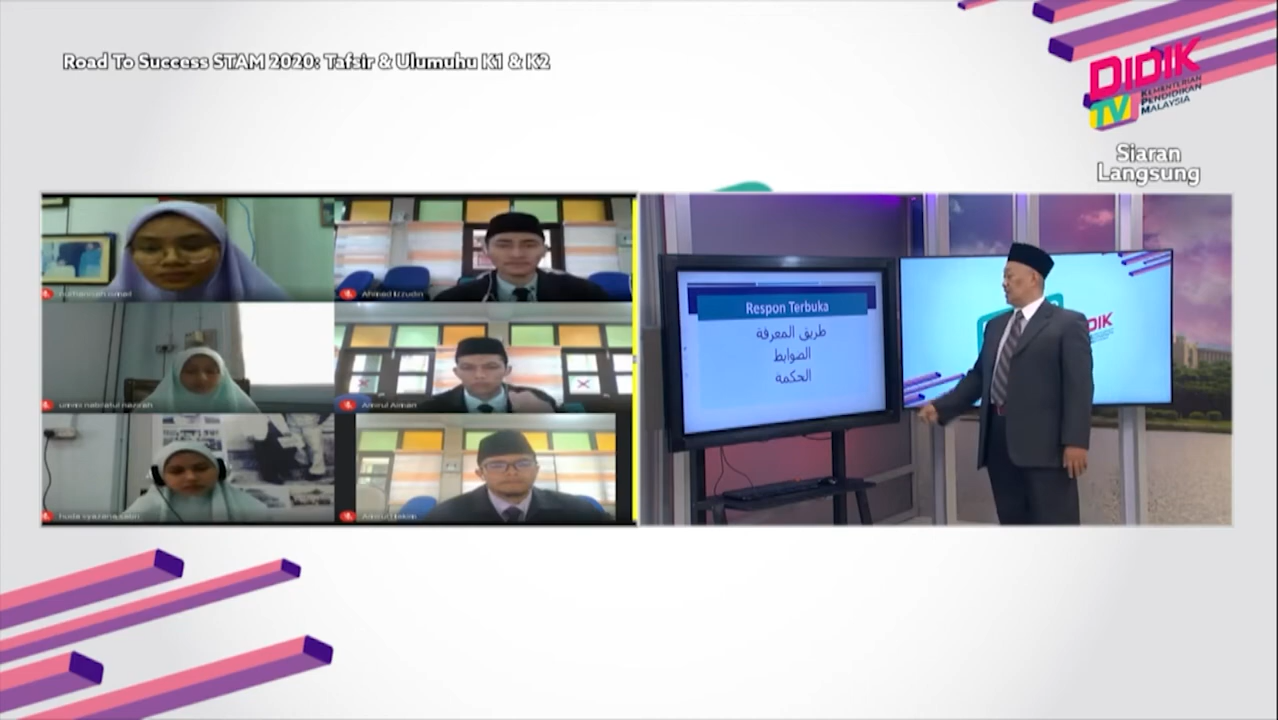 Road To Success STAM 2020: Tafsir & Ulumuhu K1 & K2
DIDIK
TV
KEMENTERIAN
PENDIDIKAN
MALAYSIA
Siaran
Langsung
Ahmad Izzudin
Amirul Aiman
Respon Terbuka
طريق المعرفة
الضوابط
الحكمة
DIK